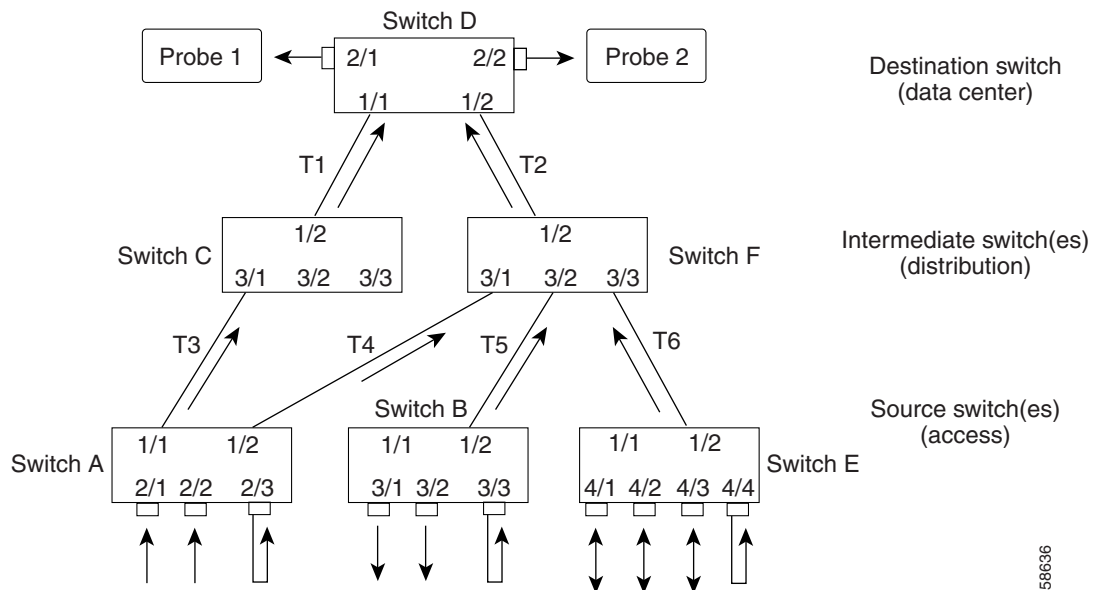 Switch D
Probe 1
2/1
2/2
Probe 2
1/1
1/2
Destination switch
(data center)
T1
T2
Switch C
1/2
3/1
3/2
3/3
1/2
3/1
3/2
3/3
Switch F
Intermediate switch(es)
(distribution)
T3
T4
T5
T6
Switch A
1/1
1/2
2/1
2/2
2/3
Switch B
1/1
1/2
3/1
3/2
3/3
1/1
1/2
4/1
4/2
4/3
4/4
Switch E
Source switch(es)
(access)
58636